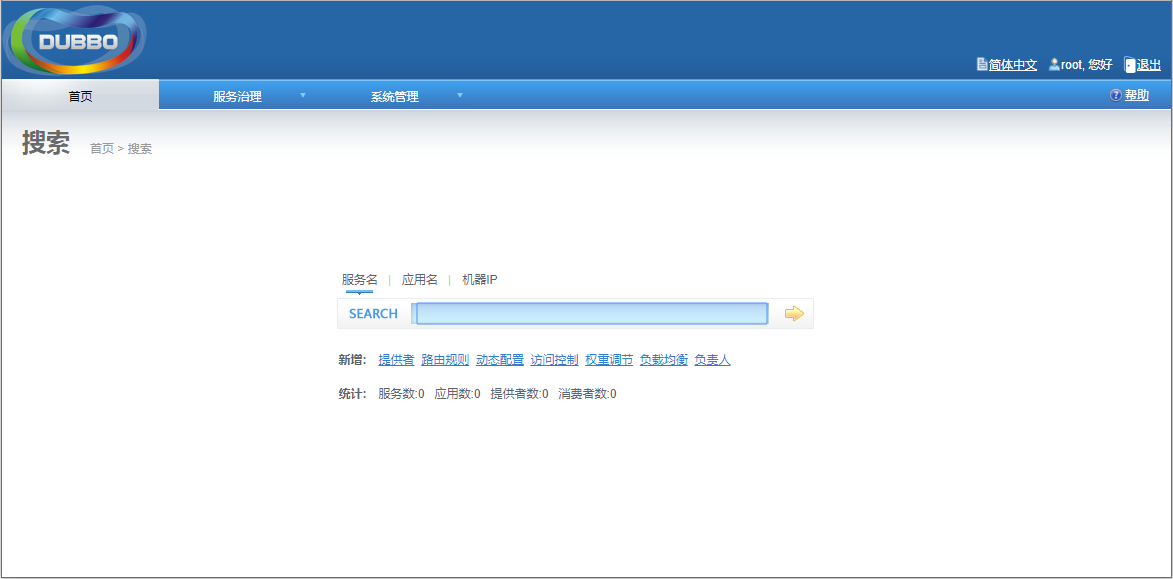 DUBBO
简体中文 root, 您好 退出
首页 服务治理 系统管理 帮助
搜索 首页 > 搜索
服务名 | 应用名 | 机器IP
SEARCH
新增: 提供者 路由规则 动态配置 访问控制 权重调节 负载均衡 负责人
统计: 服务数:0 应用数:0 提供者数:0 消费者数:0